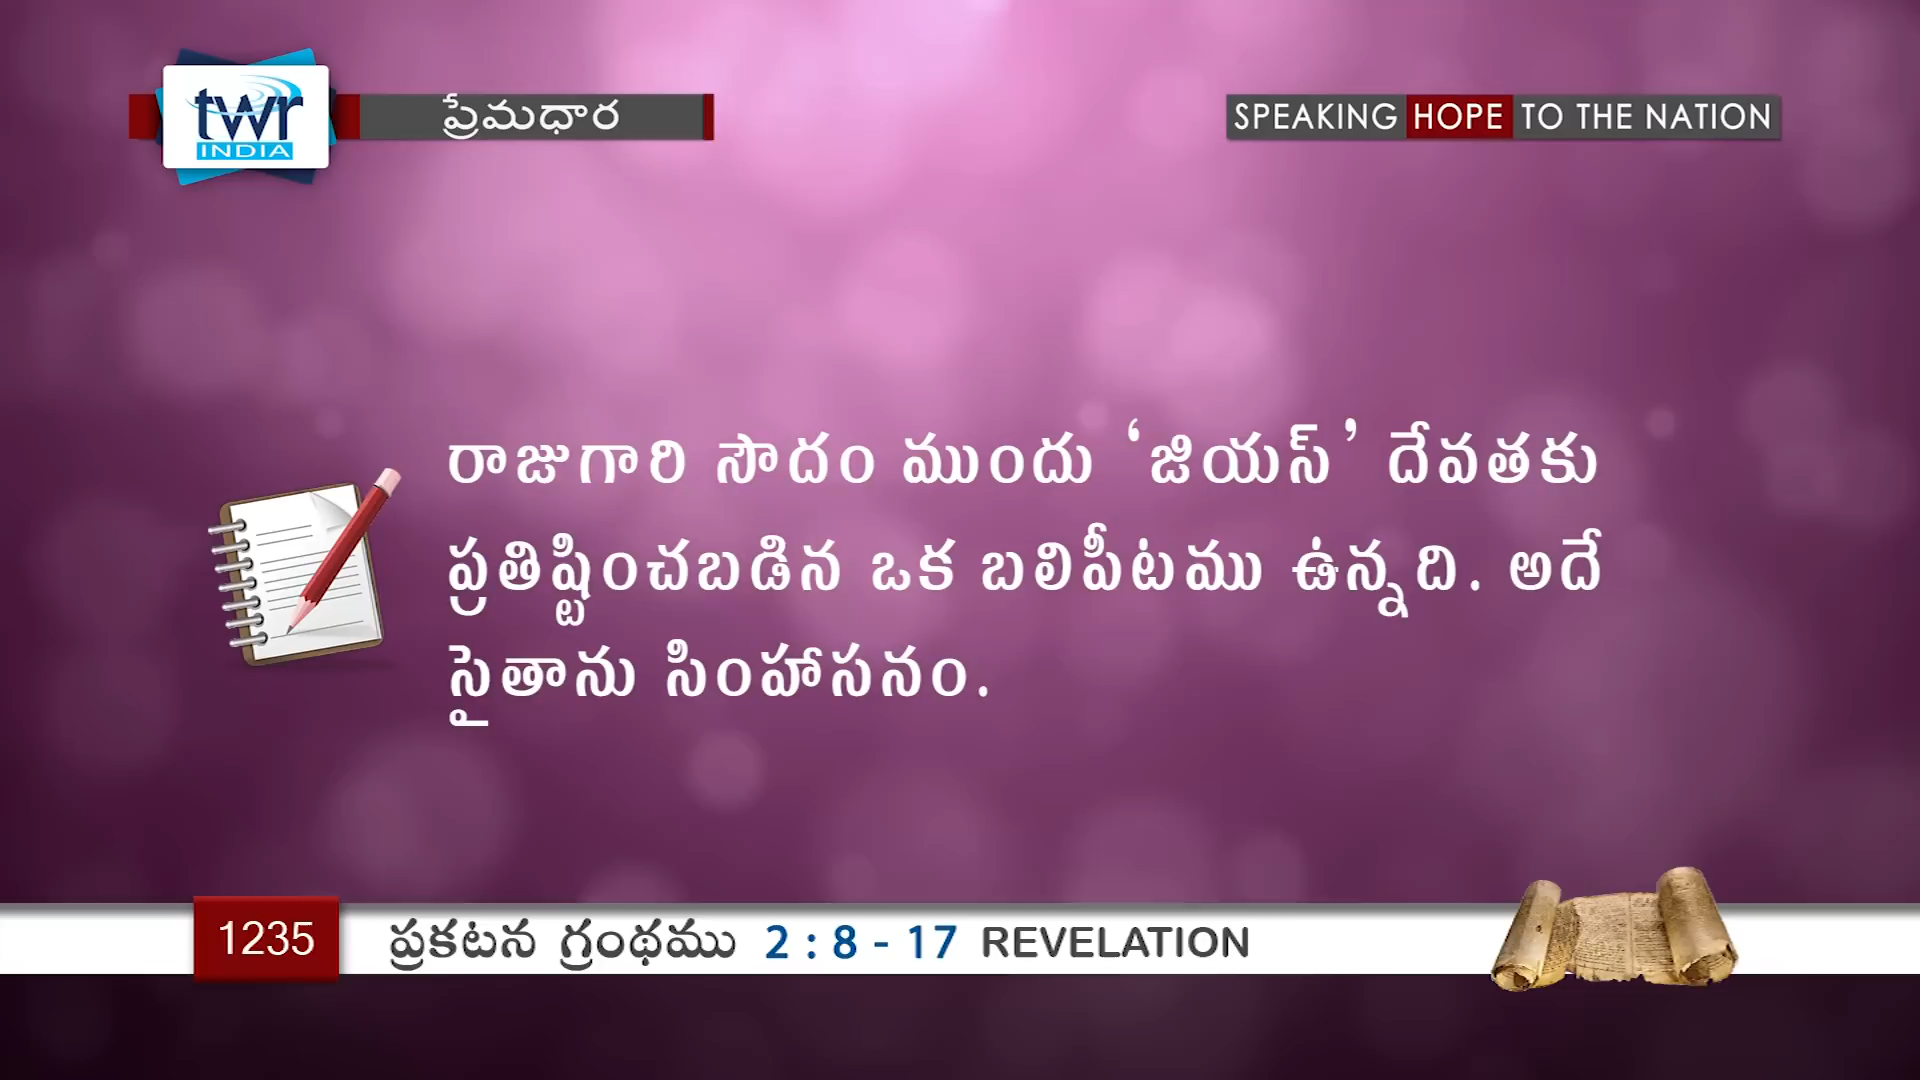 twr
INDIA
ప్రేమధార
SPEAKING HOPE TO THE NATION
రాజుగారి సౌదం ముందు ‘జియస్’ దేవతకు
ప్రతిష్టించబడిన ఒక బలిపీటము ఉన్నది. అదే
సైతాను సింహాసనం.
1235 ప్రకటన గ్రంథము 2 : 8 - 17 REVELATION